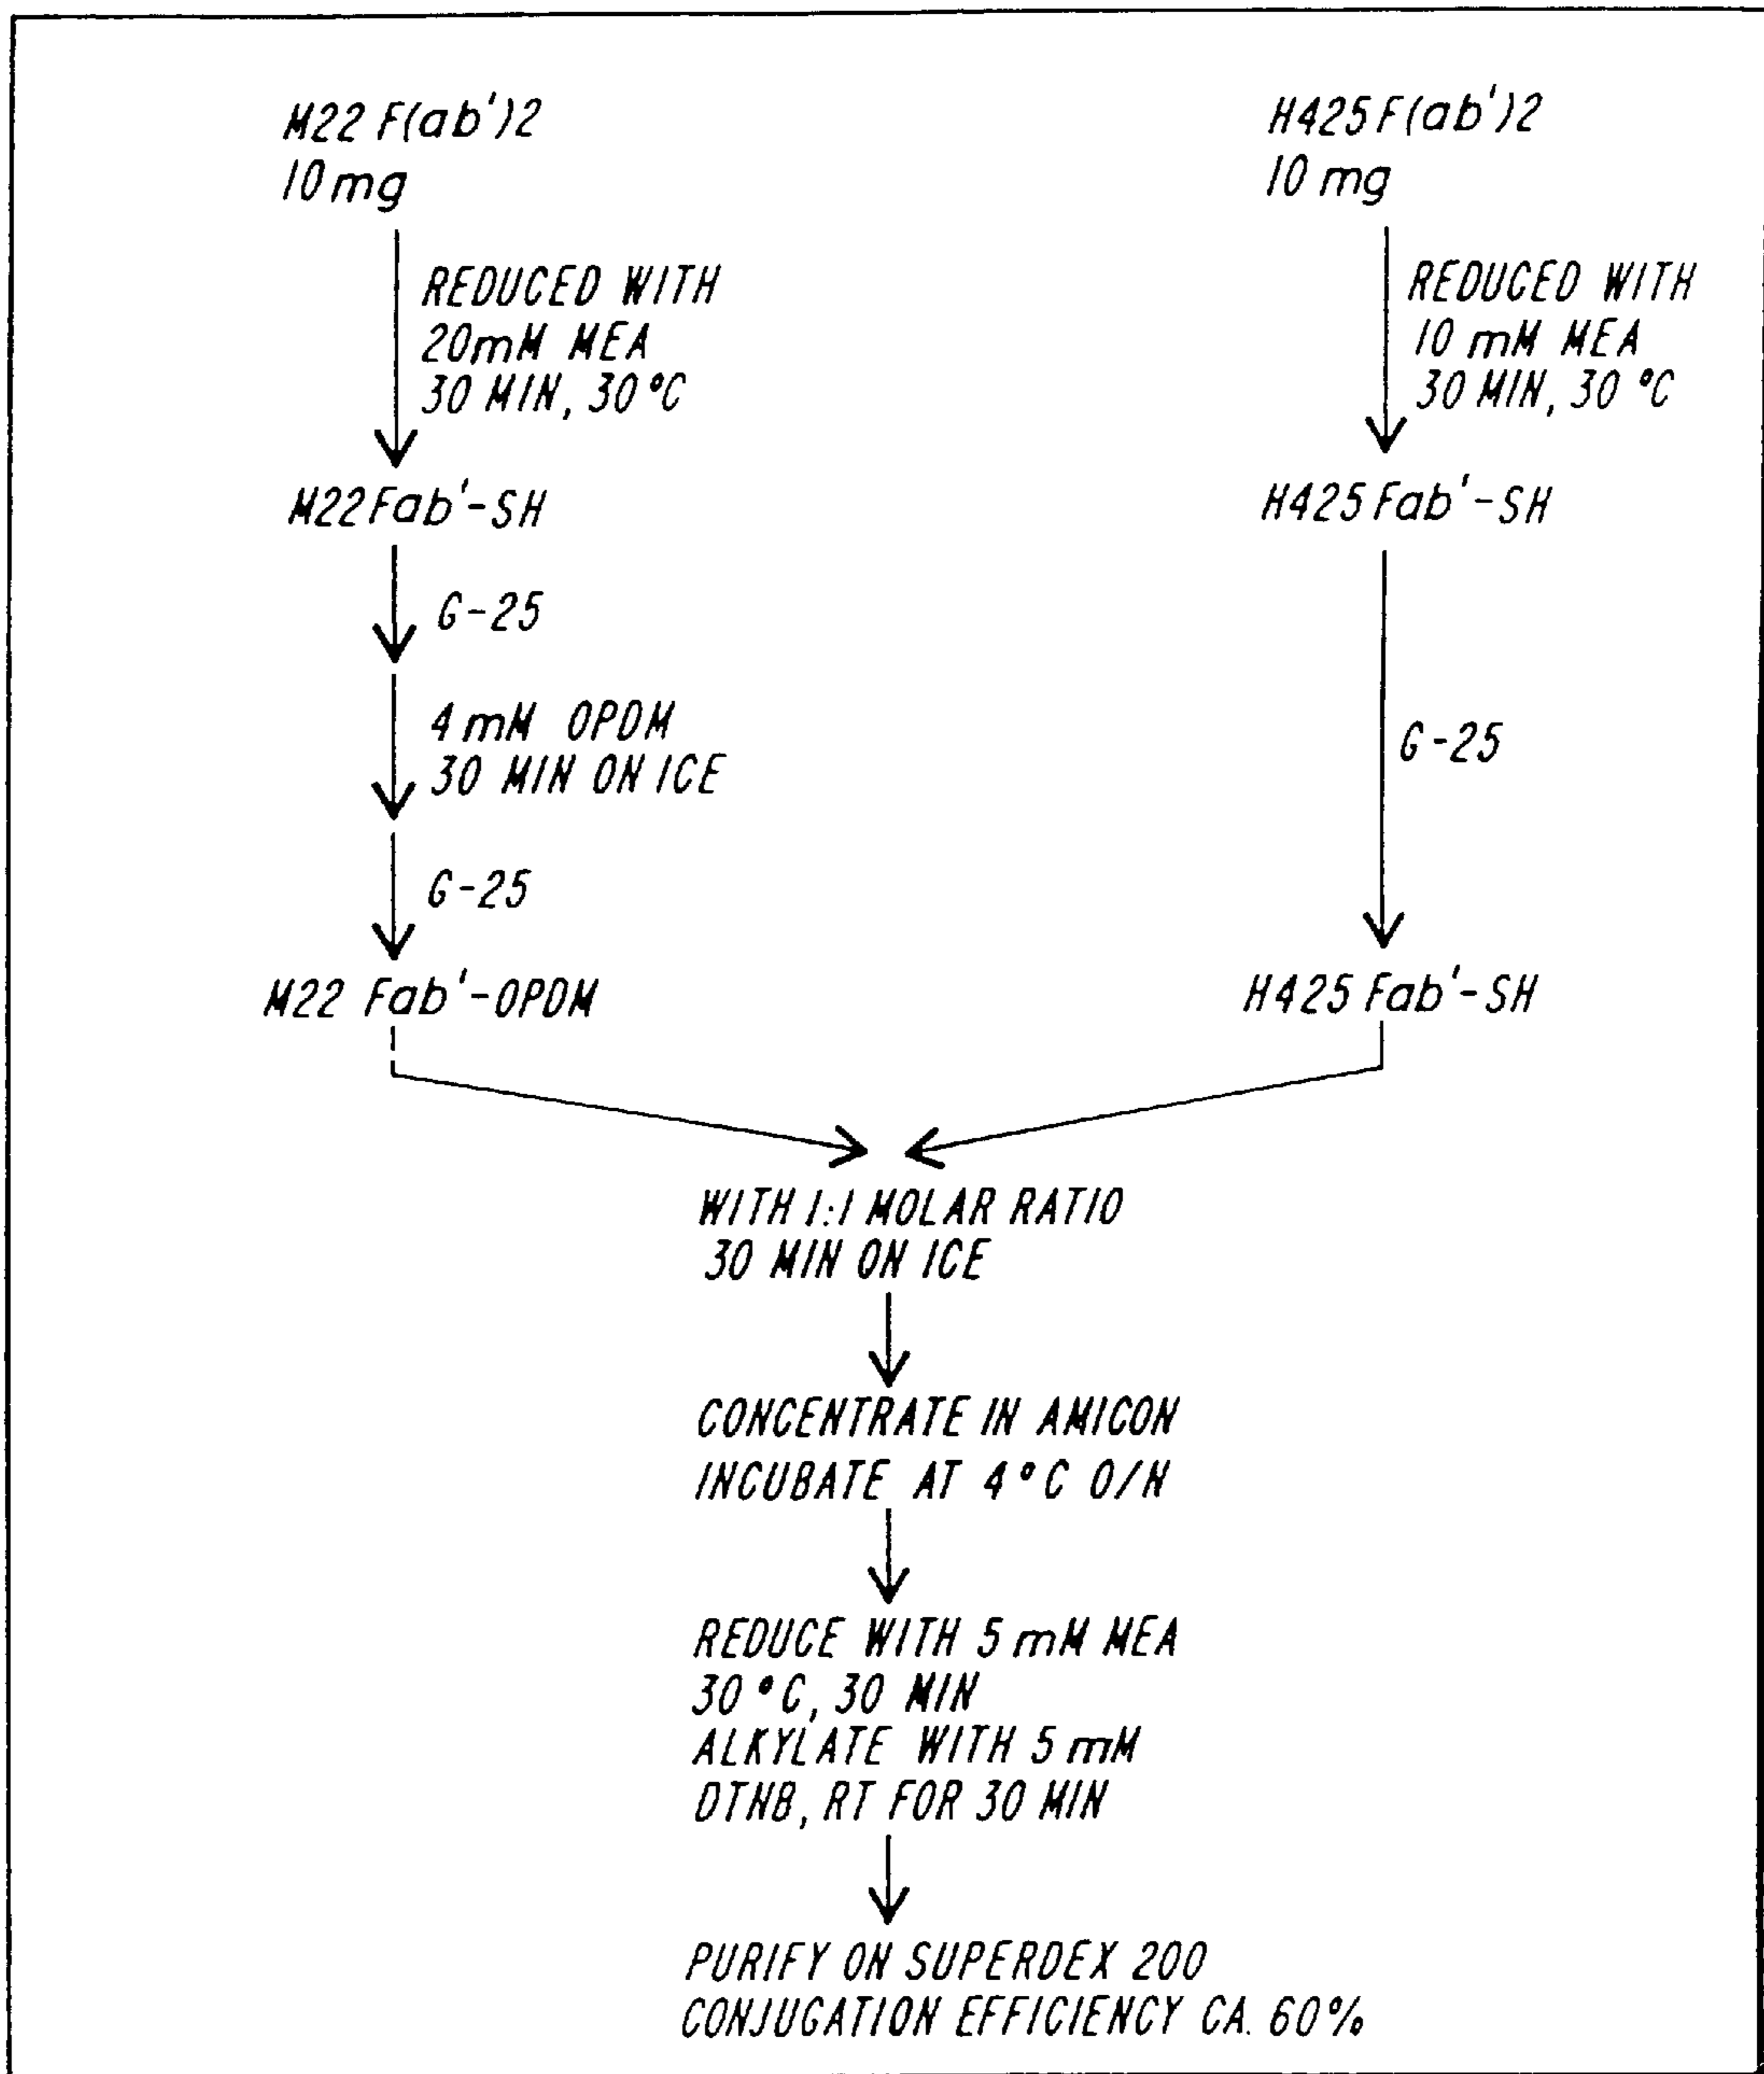 M22 F(ab')2
10 mg
REDUCED WITH
20mM MEA
30 MIN, 30°C
M22Fab'-SH
G-25
4 mM OPDM
30 MIN ON ICE
G-25
M22 Fab'-OPDM
H425F(ab')2
10 mg
REDUCED WITH
10 mM MEA
30 MIN, 30°C
H425 Fab'-SH
G-25
H425 Fab'-SH
WITH 1:1 MOLAR RATIO
30 MIN ON ICE
CONCENTRATE IN AMICON
INCUBATE AT 4°C O/N
REDUCE WITH 5 mM MEA
30°C, 30 MIN
ALKYLATE WITH 5 mM
DTNB, RT FOR 30 MIN
PURIFY ON SUPERDEX 200
CONJUGATION EFFICIENCY CA. 60%